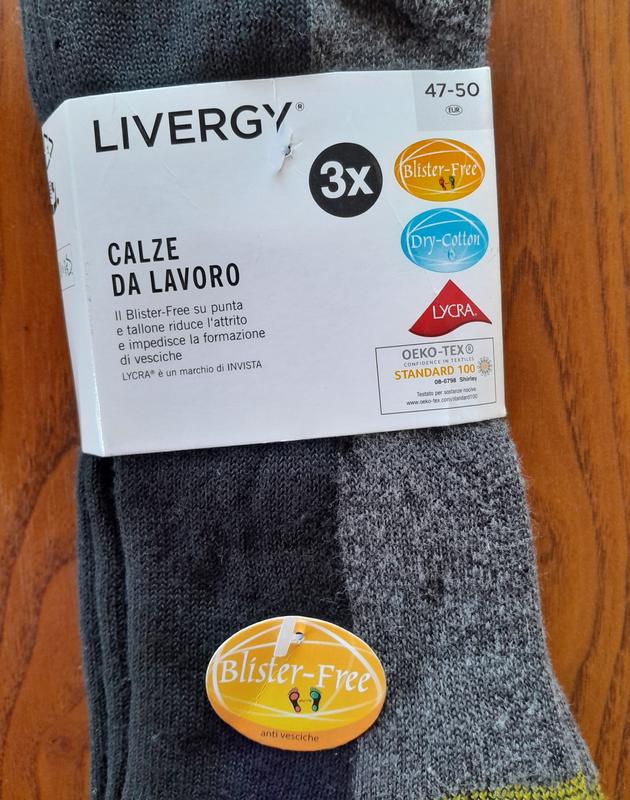 LIVERGY®
47-50
EUR
3x
Blister-Free
Dry-Cotton
LYCRA®
CALZE
DA LAVORO
Il Blister-Free su punta
e tallone riduce l'attrito
e impedisce la formazione
di vesciche
LYCRA® è un marchio di INVISTA
OEKO-TEX®
CONFIDENCE IN TEXTILES
STANDARD 100
08-6798 Shirley
Testato per sostanze nocive
www.oeko-tex.com/standard100
Blister-Free
anti vesciche